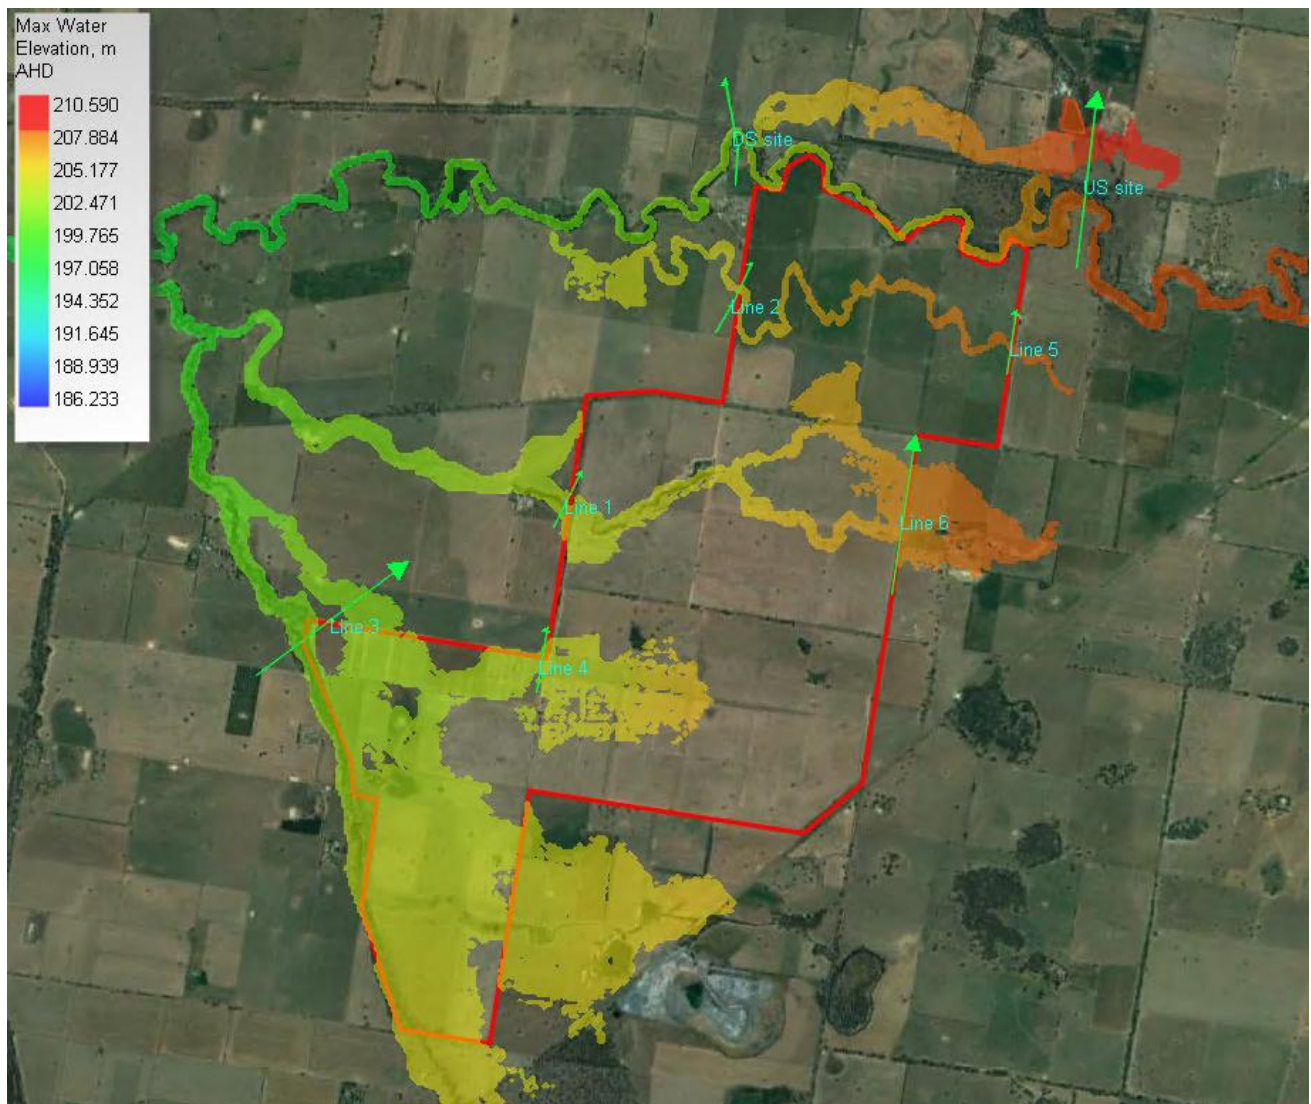 Max Water
Elevation, m
AHD
210.590
207.884
205.177
202.471
199.765
197.058
194.352
191.645
188.939
186.233
DS site
US site
Line 2
Line 5
Line 1
Line 6
Line 3
Line 4